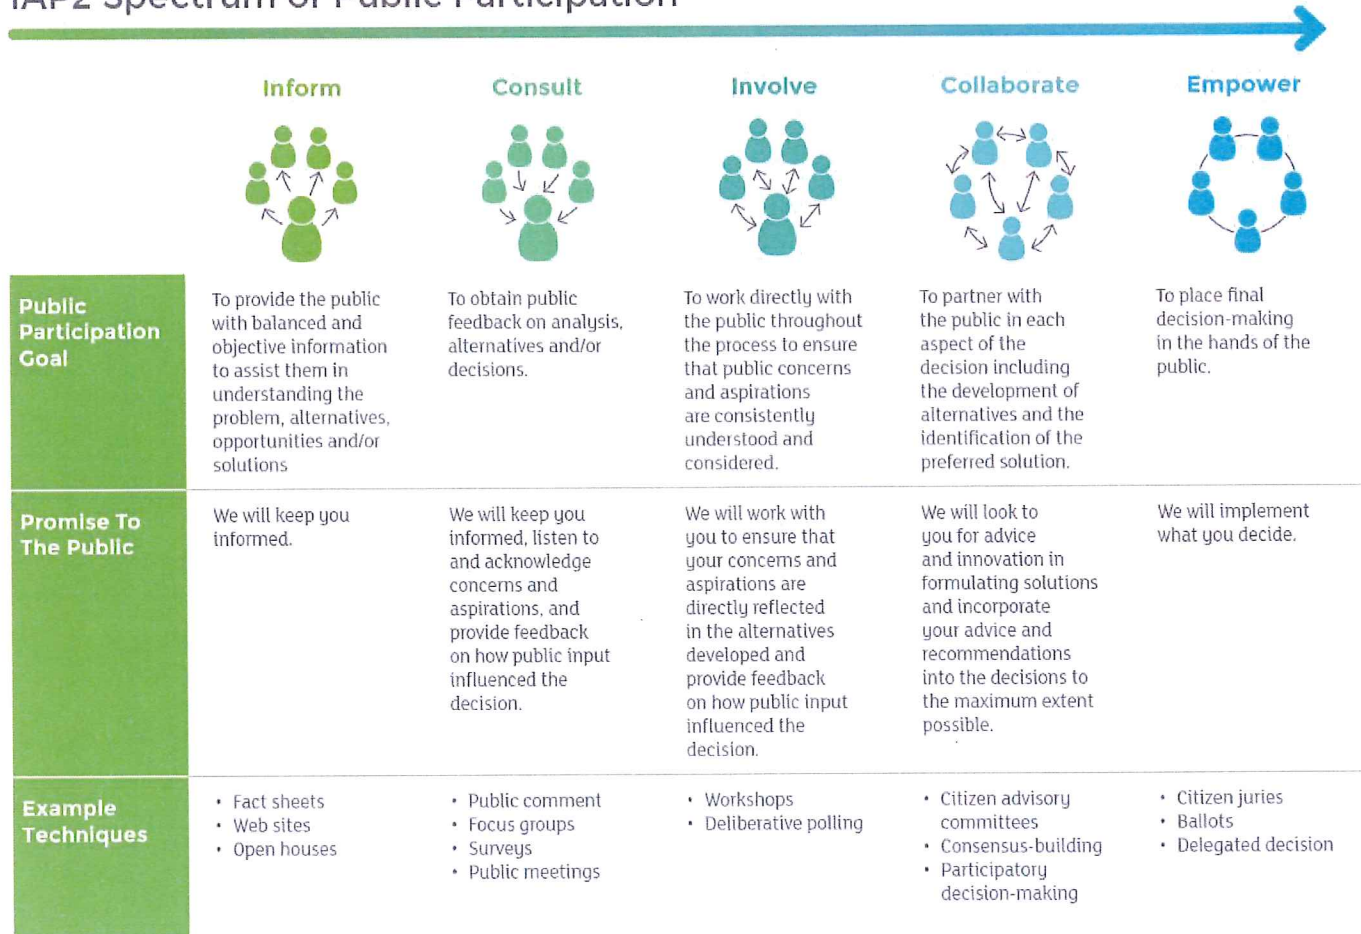 IAP2 Spectrum of Public Participation
Inform
Consult
Involve
Collaborate
Empower
Public
Participation
Goal
To provide the public
with balanced and
objective information
to assist them in
understanding the
problem, alternatives,
opportunities and/or
solutions
To obtain public
feedback on analysis,
alternatives and/or
decisions.
To work directly with
the public throughout
the process to ensure
that public concerns
and aspirations
are consistently
understood and
considered.
To partner with
the public in each
aspect of the
decision including
the development of
alternatives and the
identification of the
preferred solution.
To place final
decision-making
in the hands of the
public.
Promise To
The Public
We will keep you
informed.
We will keep you
informed, listen to
and acknowledge
concerns and
aspirations, and
provide feedback
on how public input
influenced the
decision.
We will work with
you to ensure that
your concerns and
aspirations are
directly reflected
in the alternatives
developed and
provide feedback
on how public input
influenced the
decision.
We will look to
you for advice
and innovation in
formulating solutions
and incorporate
your advice and
recommendations
into the decisions to
the maximum extent
possible.
We will implement
what you decide.
Example
Techniques
• Fact sheets
• Web sites
• Open houses
• Public comment
• Focus groups
• Surveys
• Public meetings
• Workshops
• Deliberative polling
• Citizen advisory
committees
• Consensus-building
• Participatory
decision-making
• Citizen juries
• Ballots
• Delegated decision